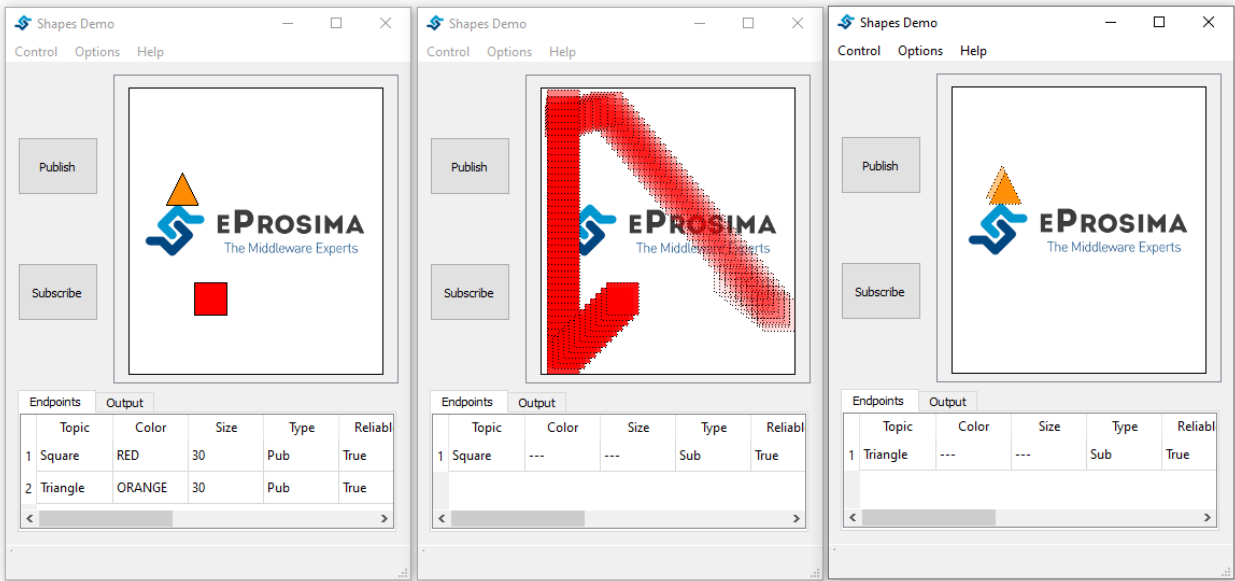 Shapes Demo
Control Options Help
Publish
ePROSIMA
The Middleware Experts
Subscribe
Endpoints Output
Topic Color Size Type Reliabl
1 Square RED 30 Pub True
2 Triangle ORANGE 30 Pub True
Shapes Demo
Control Options Help
Publish
ePROSIMA
The Middleware Experts
Subscribe
Endpoints Output
Topic Color Size Type Reliabl
1 Square --- --- Sub True
Shapes Demo
Control Options Help
Publish
ePROSIMA
The Middleware Experts
Subscribe
Endpoints Output
Topic Color Size Type Reliabl
1 Triangle --- --- Sub True